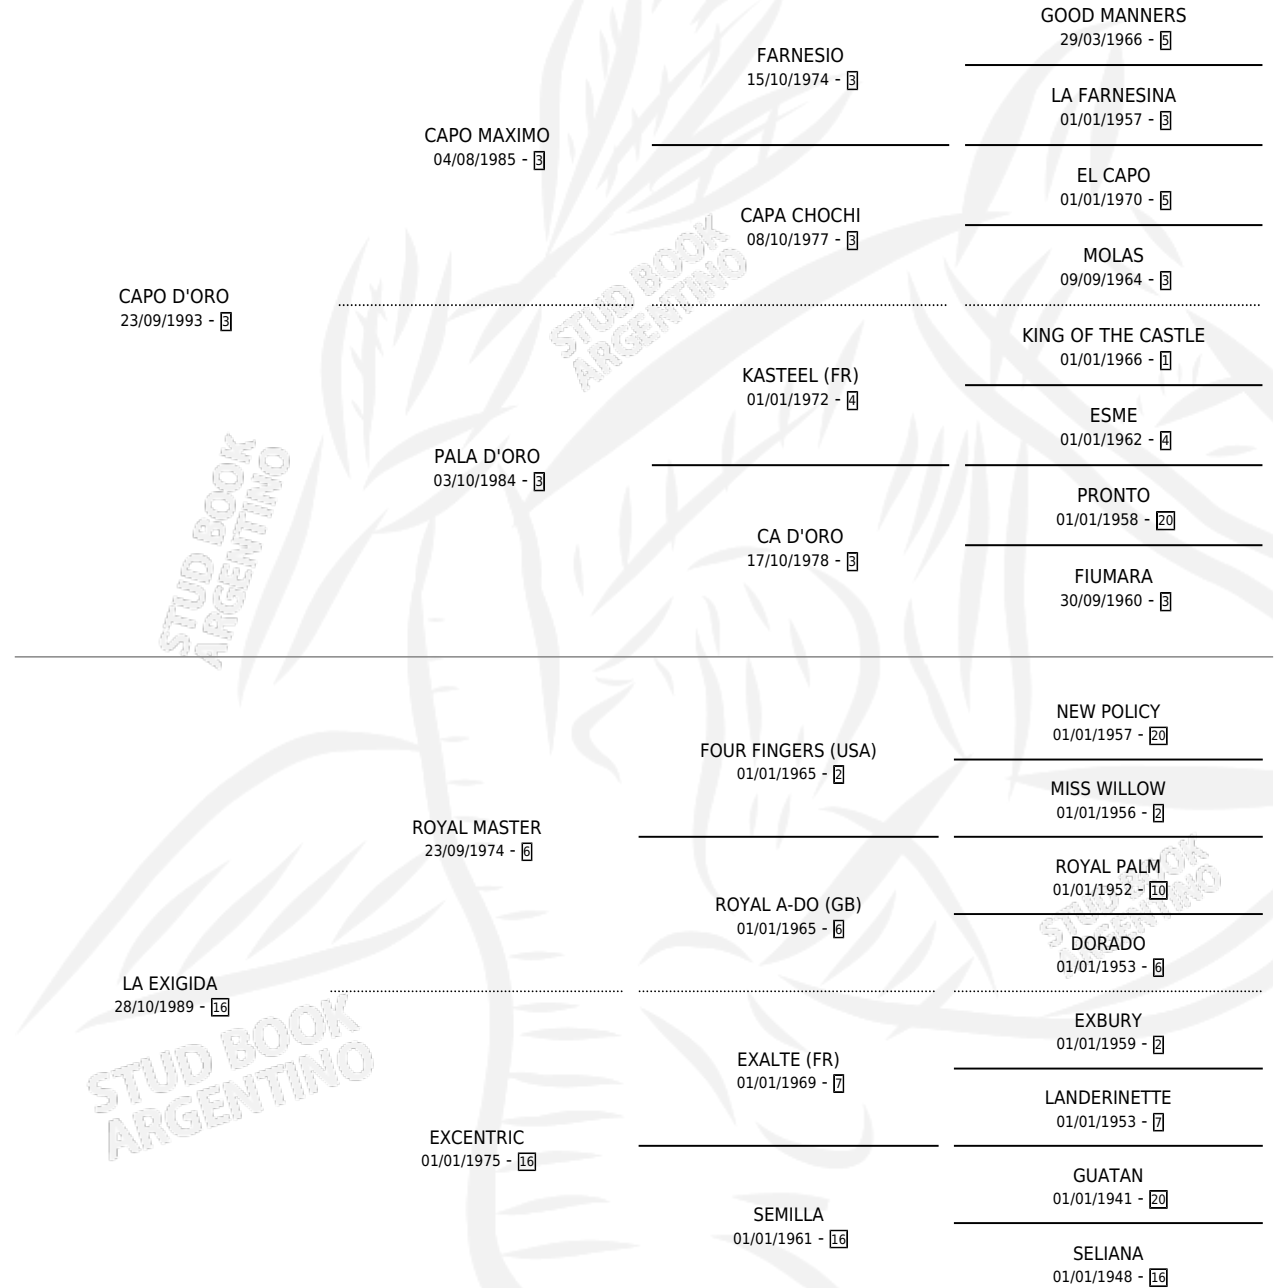 GOOD MANNERS
29/03/1966 - 5
FARNESIO
15/10/1974 - 3
LA FARNESINA
01/01/1957 - 3
CAPO MAXIMO
04/08/1985 - 3
EL CAPO
01/01/1970 - 5
CAPA CHOCHI
08/10/1977 - 3
MOLAS
09/09/1964 - 3
CAPO D'ORO
23/09/1993 - 3
STUD BOOK
ARGENTINO
KING OF THE CASTLE
01/01/1966 - 1
KASTEEL (FR)
01/01/1972 - 4
ESME
01/01/1962 - 4
PALA D'ORO
03/10/1984 - 3
PRONTO
01/01/1958 - 20
CA D'ORO
17/10/1978 - 3
FIUMARA
30/09/1960 - 3
STUD BOOK
ARGENTINO
NEW POLICY
01/01/1957 - 20
FOUR FINGERS (USA)
01/01/1965 - 2
MISS WILLOW
01/01/1956 - 2
ROYAL MASTER
23/09/1974 - 6
ROYAL PALM
01/01/1952 - 10
ROYAL A-DO (GB)
01/01/1965 - 6
DORADO
01/01/1953 - 6
STUD BOOK
ARGENTINO
LA EXIGIDA
28/10/1989 - 16
EXBURY
01/01/1959 - 2
EXALTE (FR)
01/01/1969 - 7
LANDERINETTE
01/01/1953 - 7
STUD BOOK
ARGENTINO
EXCENTRIC
01/01/1975 - 16
GUATAN
01/01/1941 - 20
SEMILLA
01/01/1961 - 16
SELIANA
01/01/1948 - 16